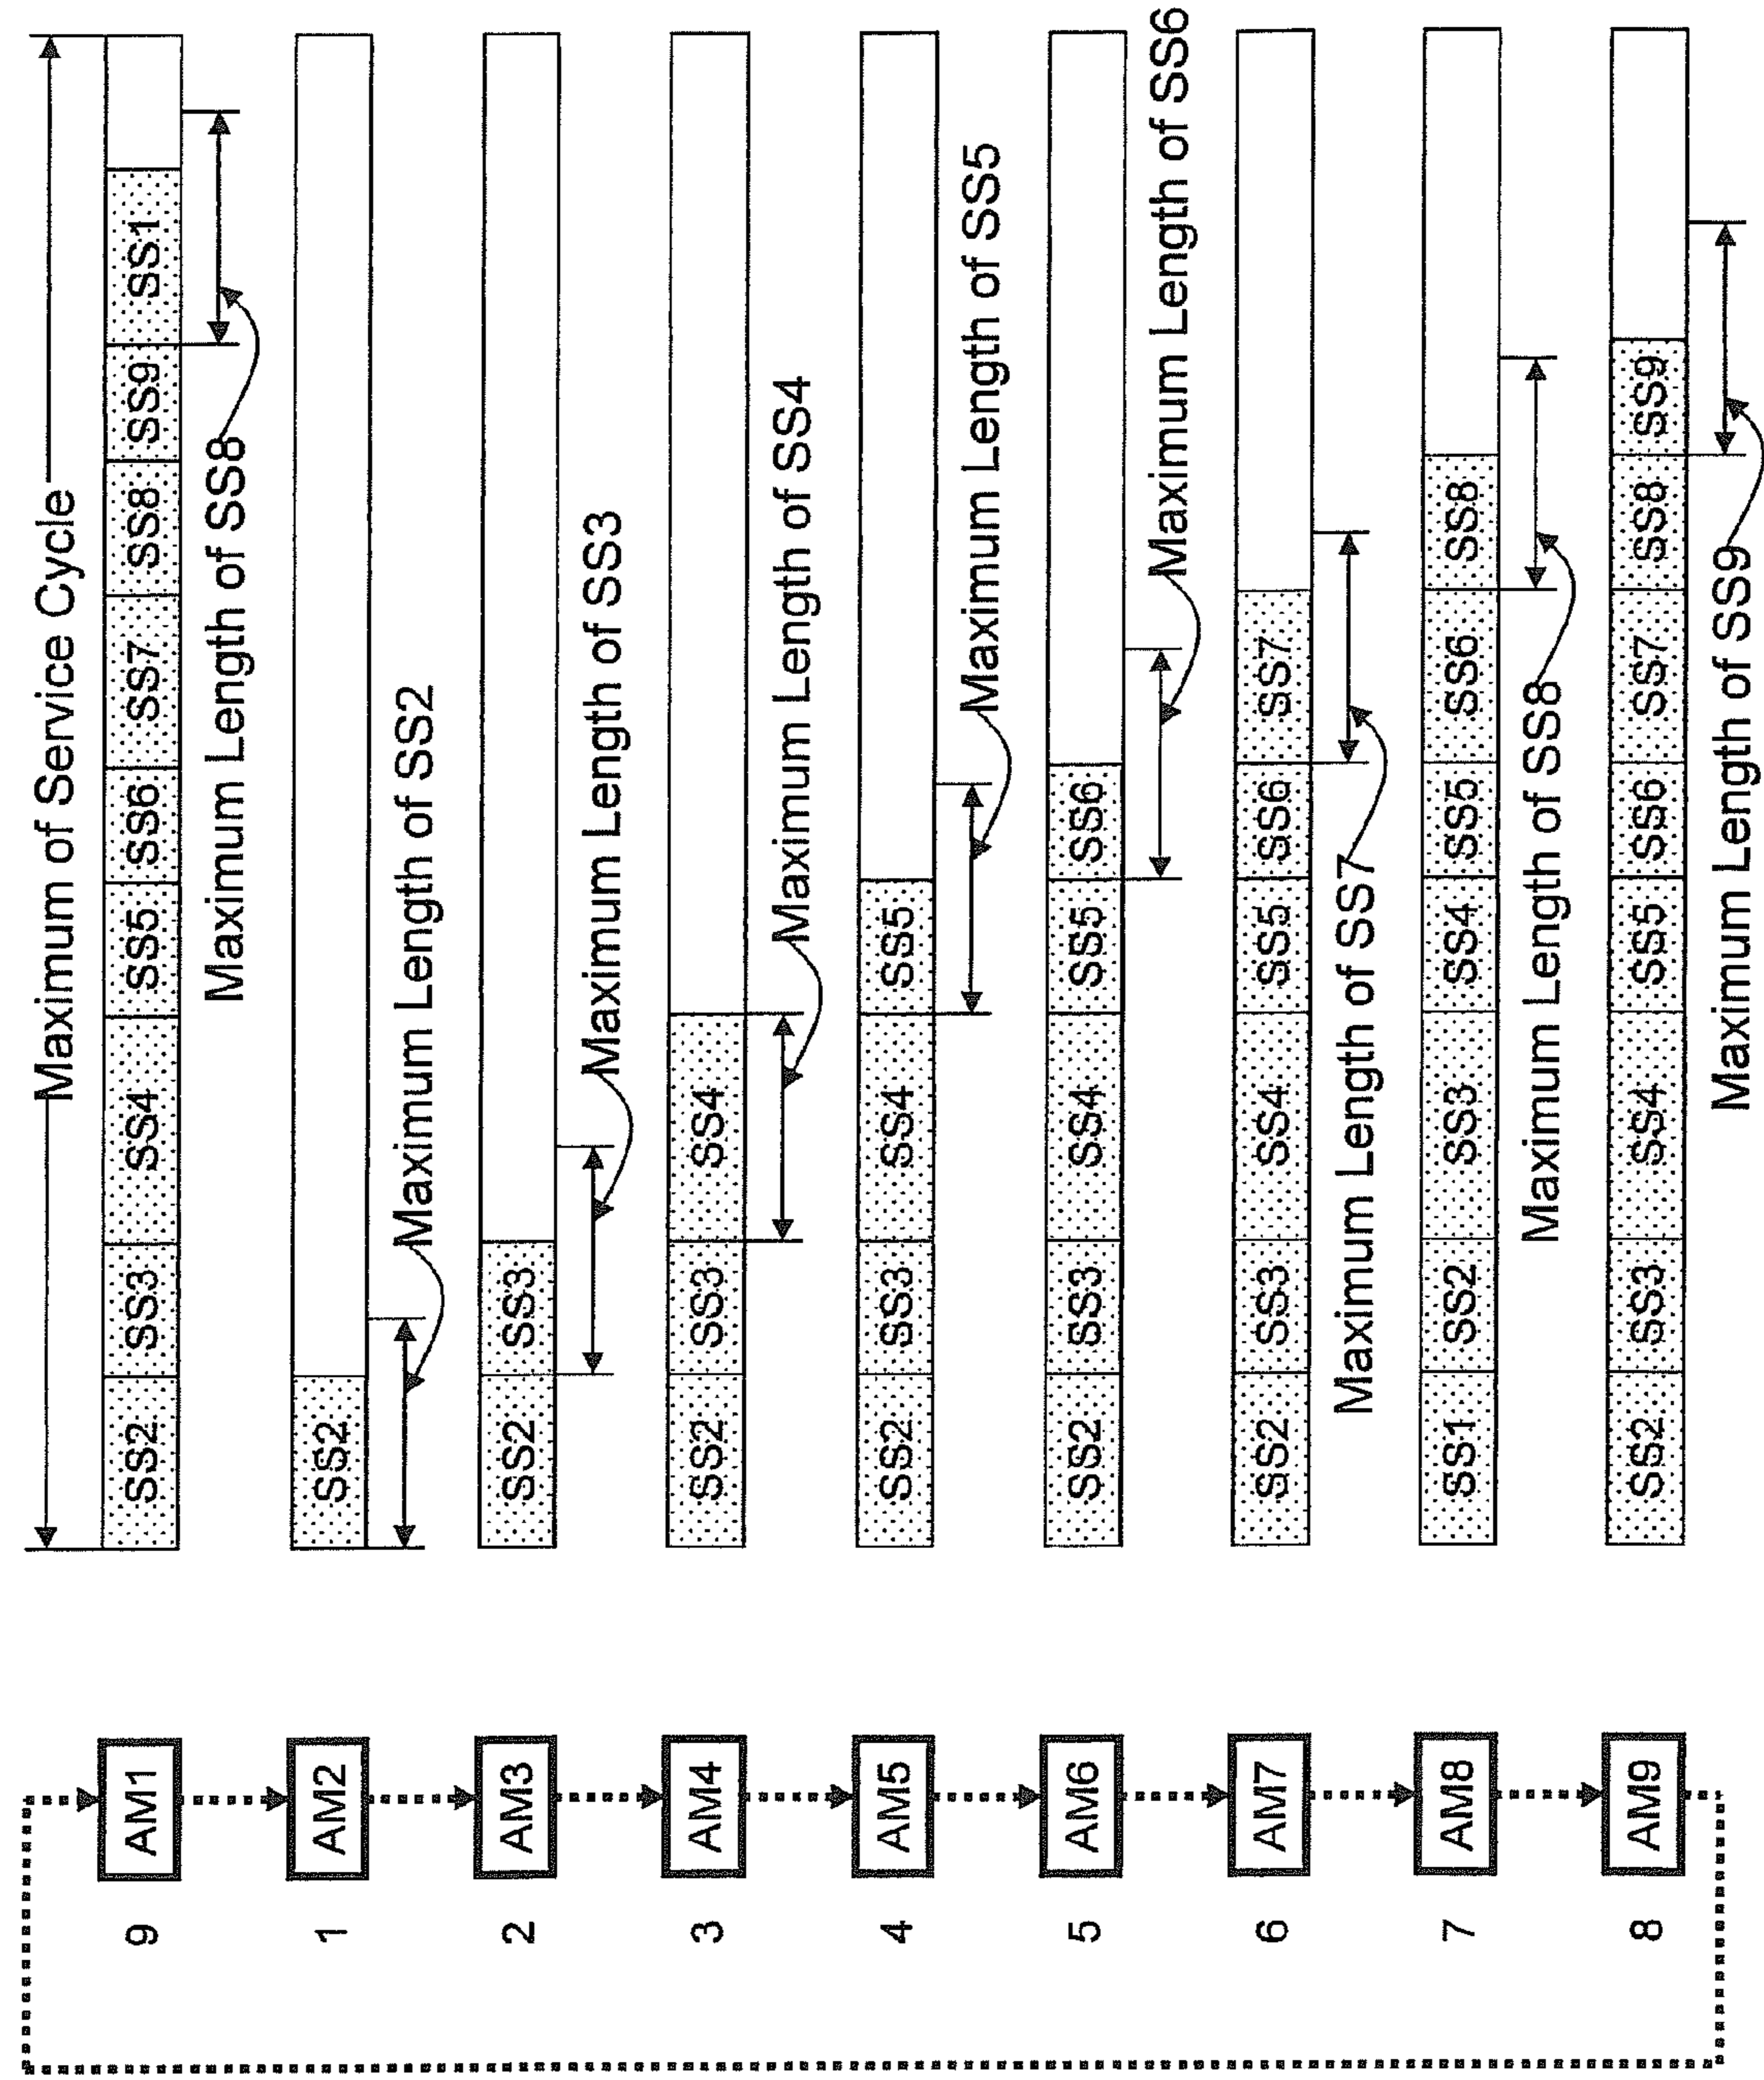 Maximum of Service Cycle
9
AM1
SS2 SS3 SS4 SS5 SS6 SS7 SS8 SS9 SS1
Maximum Length of SS8
1
AM2
SS2
Maximum Length of SS2
2
AM3
SS2 SS3
Maximum Length of SS3
3
AM4
SS2 SS3 SS4
Maximum Length of SS4
4
AM5
SS2 SS3 SS4 SS5
Maximum Length of SS5
5
AM6
SS2 SS3 SS4 SS5 SS6
Maximum Length of SS6
6
AM7
SS2 SS3 SS4 SS5 SS6 SS7
Maximum Length of SS7
7
AM8
SS1 SS2 SS3 SS4 SS5 SS6 SS8
Maximum Length of SS8
8
AM9
SS2 SS3 SS4 SS5 SS6 SS7 SS8 SS9
Maximum Length of SS9